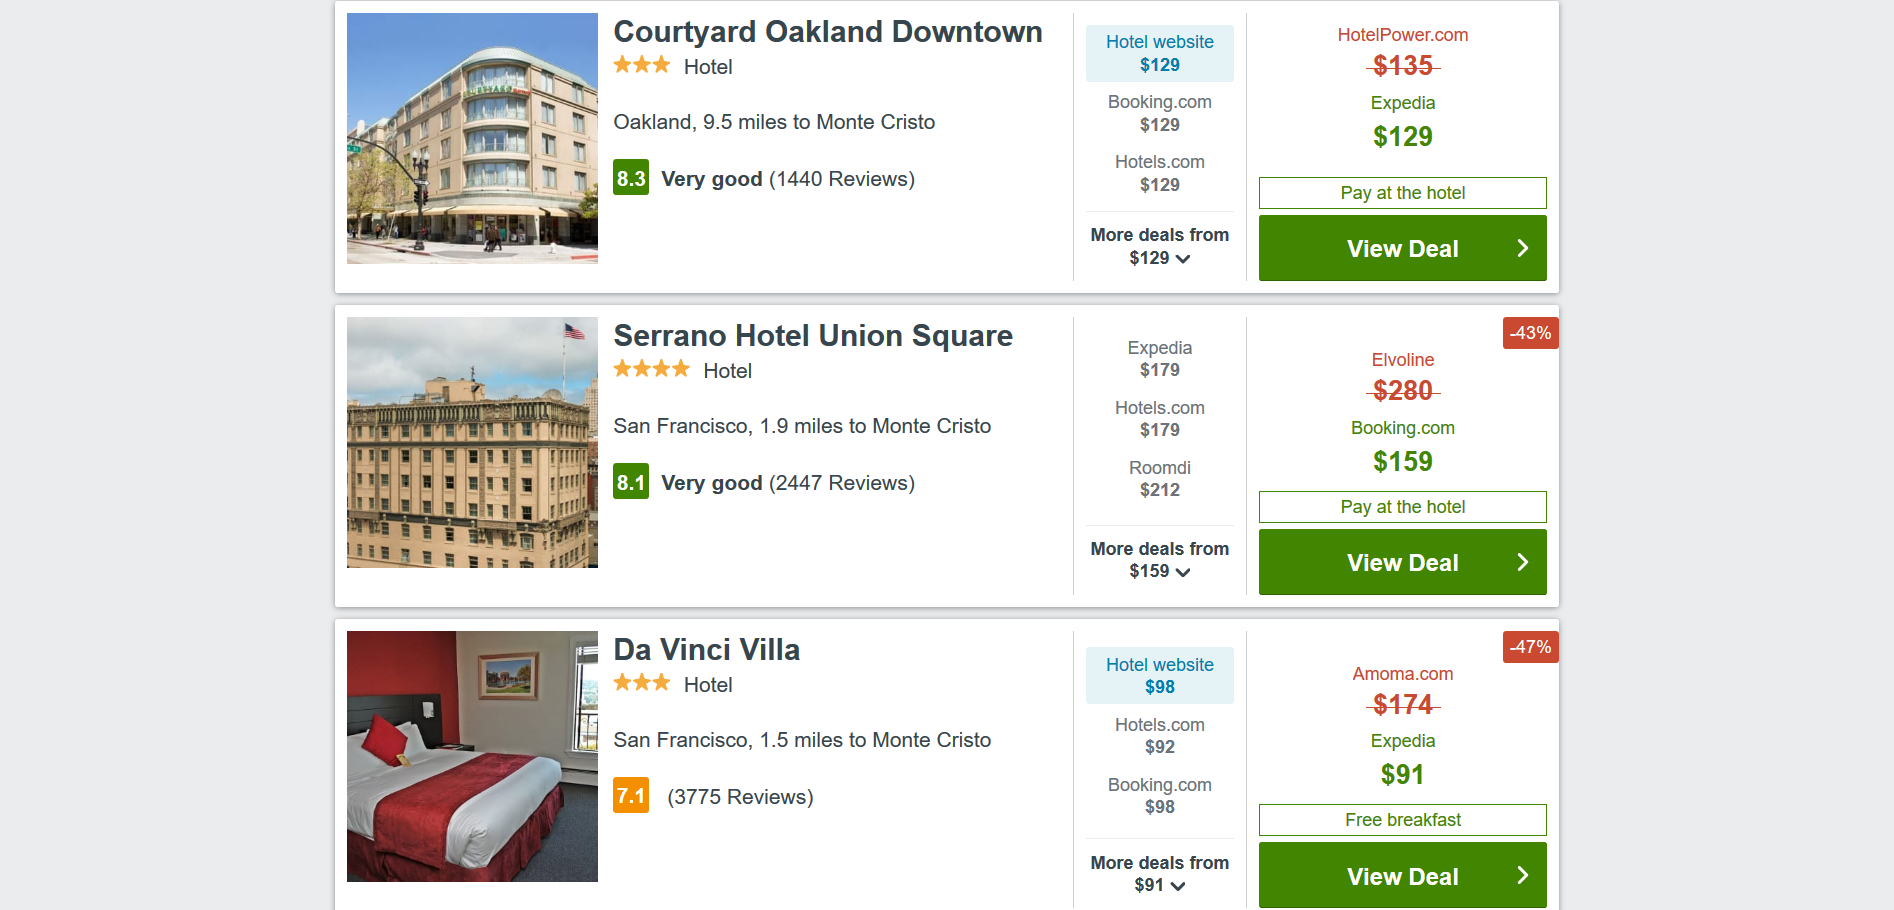 Courtyard Oakland Downtown
Hotel
Oakland, 9.5 miles to Monte Cristo
8.3 Very good (1440 Reviews)
Hotel website
$129
Booking.com
$129
Hotels.com
$129
More deals from
$129
HotelPower.com
$135
Expedia
$129
Pay at the hotel
View Deal
Serrano Hotel Union Square
Hotel
San Francisco, 1.9 miles to Monte Cristo
8.1 Very good (2447 Reviews)
Expedia
$179
Hotels.com
$179
Roomdi
$212
More deals from
$159
-43%
Elvoline
$280
Booking.com
$159
Pay at the hotel
View Deal
Da Vinci Villa
Hotel
San Francisco, 1.5 miles to Monte Cristo
7.1 (3775 Reviews)
Hotel website
$98
Hotels.com
$92
Booking.com
$98
More deals from
$91
-47%
Amoma.com
$174
Expedia
$91
Free breakfast
View Deal